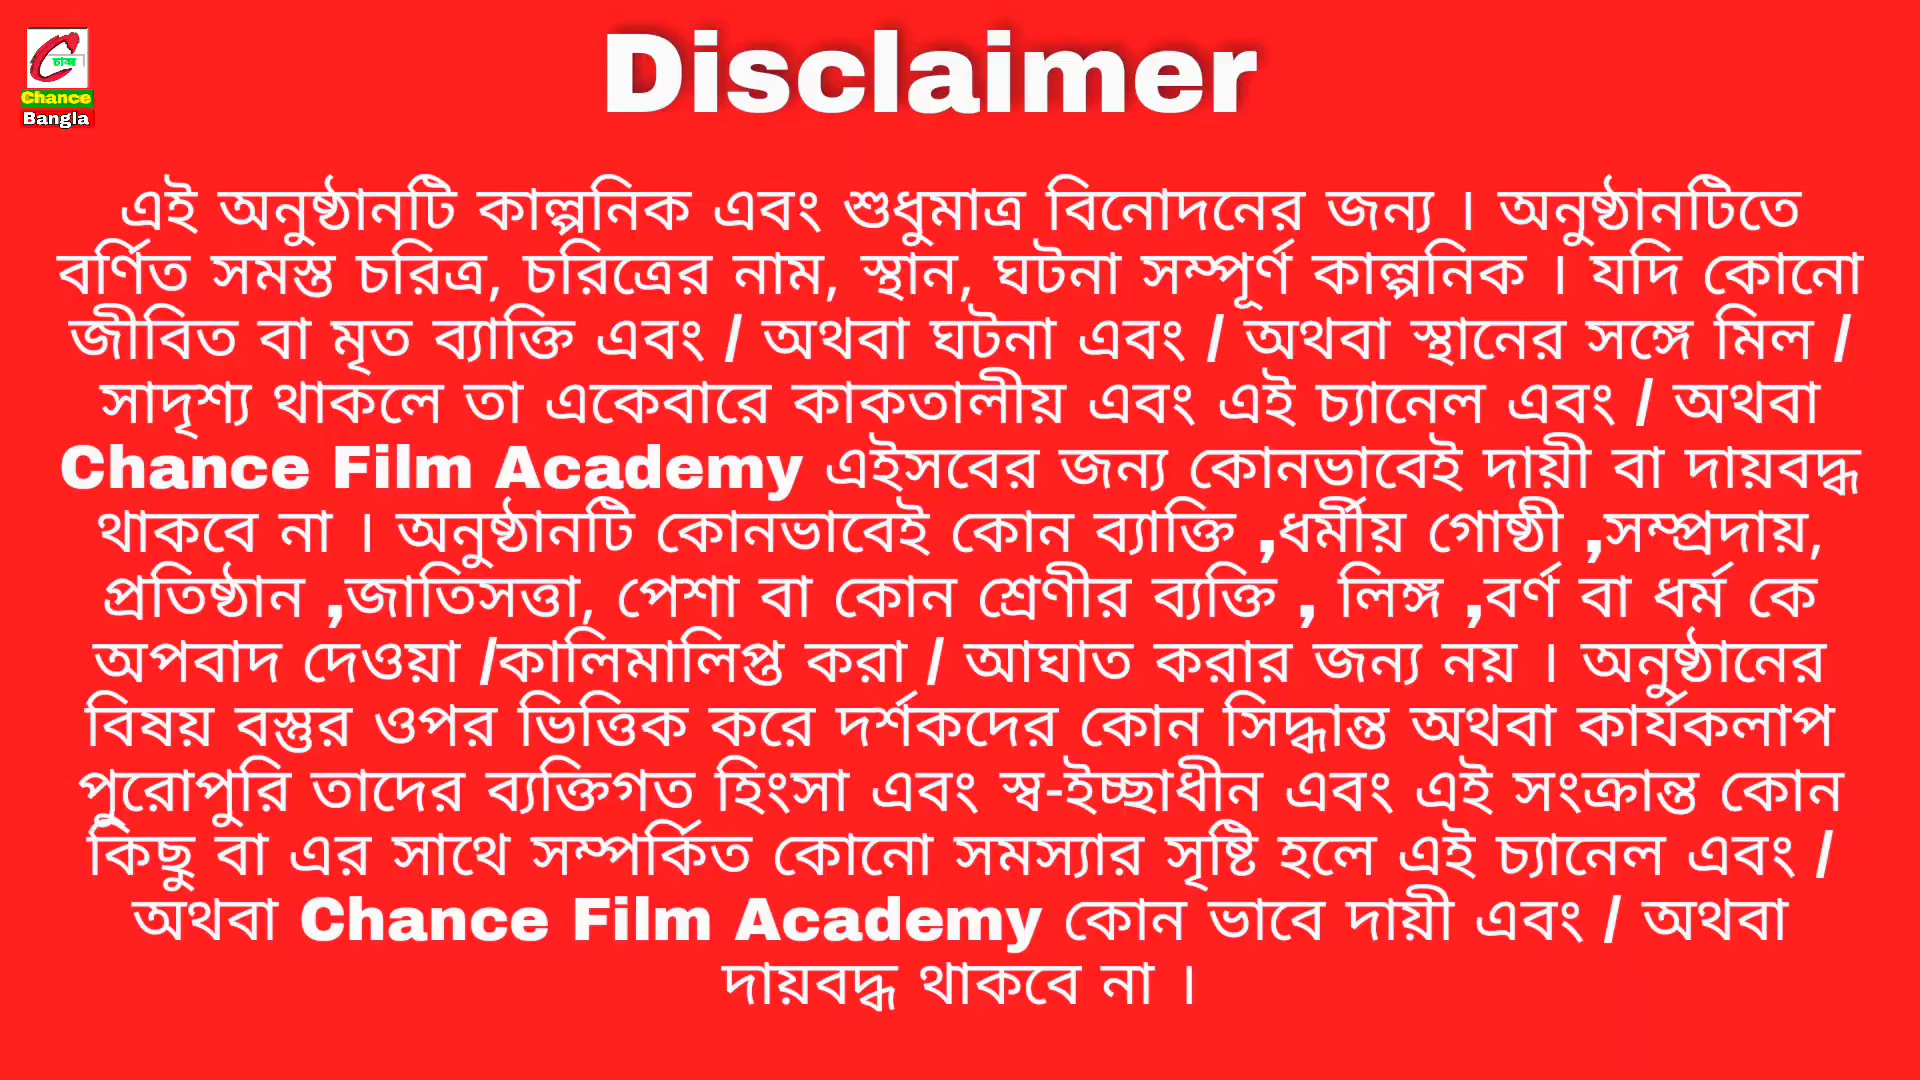 Disclaimer
চান্স
Chance
Bangla
এই অনুষ্ঠানটি কাল্পনিক এবং শুধুমাত্র বিনোদনের জন্য । অনুষ্ঠানটিতে
বর্ণিত সমস্ত চরিত্র, চরিত্রের নাম, স্থান, ঘটনা সম্পূর্ণ কাল্পনিক । যদি কোনো
জীবিত বা মৃত ব্যাক্তি এবং / অথবা ঘটনা এবং / অথবা স্থানের সঙ্গে মিল /
সাদৃশ্য থাকলে তা একেবারে কাকতালীয় এবং এই চ্যানেল এবং / অথবা
Chance Film Academy এইসবের জন্য কোনভাবেই দায়ী বা দায়বদ্ধ
থাকবে না । অনুষ্ঠানটি কোনভাবেই কোন ব্যাক্তি ,ধর্মীয় গোষ্ঠী ,সম্প্রদায়,
প্রতিষ্ঠান ,জাতিসত্তা, পেশা বা কোন শ্রেণীর ব্যক্তি , লিঙ্গ ,বর্ণ বা ধর্ম কে
অপবাদ দেওয়া /কালিমালিপ্ত করা / আঘাত করার জন্য নয় । অনুষ্ঠানের
বিষয় বস্তুর ওপর ভিত্তিক করে দর্শকদের কোন সিদ্ধান্ত অথবা কার্যকলাপ
পুরোপুরি তাদের ব্যক্তিগত হিংসা এবং স্ব-ইচ্ছাধীন এবং এই সংক্রান্ত কোন
কিছু বা এর সাথে সম্পর্কিত কোনো সমস্যার সৃষ্টি হলে এই চ্যানেল এবং /
অথবা Chance Film Academy কোন ভাবে দায়ী এবং / অথবা
দায়বদ্ধ থাকবে না ।